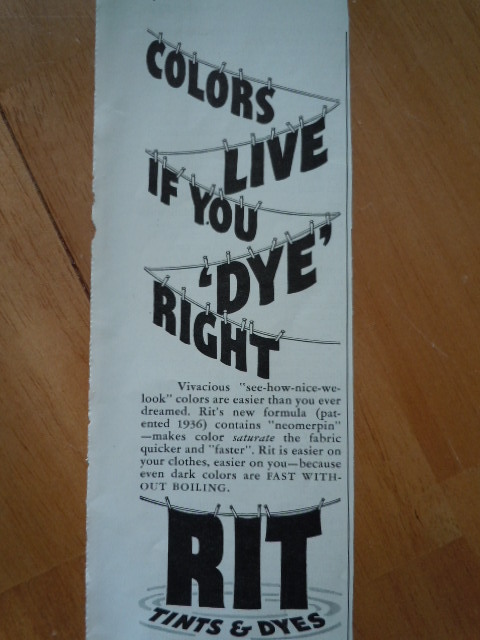 COLORS
LIVE
IF YOU
'DYE'
RIGHT
Vivacious "see-how-nice-we-
look" colors are easier than you ever
dreamed. Rit's new formula (pat-
ented 1936) contains "neomerpin"
—makes color saturate the fabric
quicker and "faster". Rit is easier on
your clothes, easier on you—because
even dark colors are FAST WITH-
OUT BOILING.
RIT
TINTS & DYES